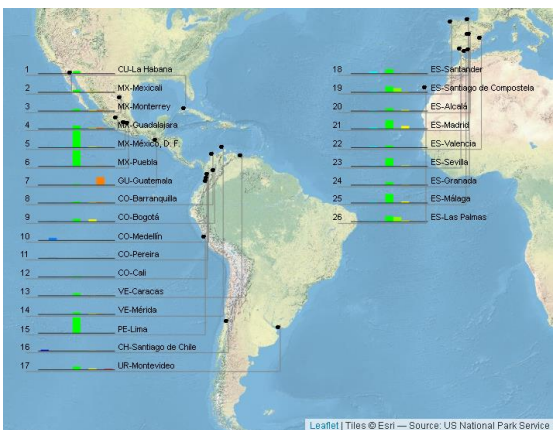 1 CU-La Habana
2 MX-Mexicali
3 MX-Monterrey
4 MX-Guadalajara
5 MX-México, D. F.
6 MX-Puebla
7 GU-Guatemala
8 CO-Barranquilla
9 CO-Bogotá
10 CO-Medellín
11 CO-Pereira
12 CO-Cali
13 VE-Caracas
14 VE-Mérida
15 PE-Lima
16 CH-Santiago de Chile
17 UR-Montevideo
18 ES-Santander
19 ES-Santiago de Compostela
20 ES-Alcalá
21 ES-Madrid
22 ES-Valencia
23 ES-Sevilla
24 ES-Granada
25 ES-Málaga
26 ES-Las Palmas
Leaflet | Tiles © Esri — Source: US National Park Service